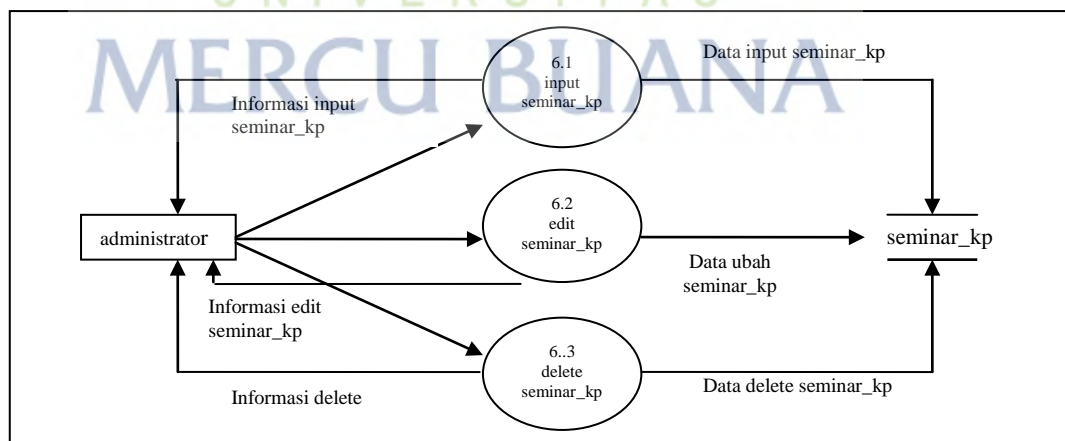 UNIVERSITAS
MERCU BUANA
6.1
input
seminar_kp
Data input seminar_kp
Informasi input
seminar_kp
6.2
edit
seminar_kp
administrator
seminar_kp
Data ubah
seminar_kp
Informasi edit
seminar_kp
6..3
delete
seminar_kp
Informasi delete
Data delete seminar_kp